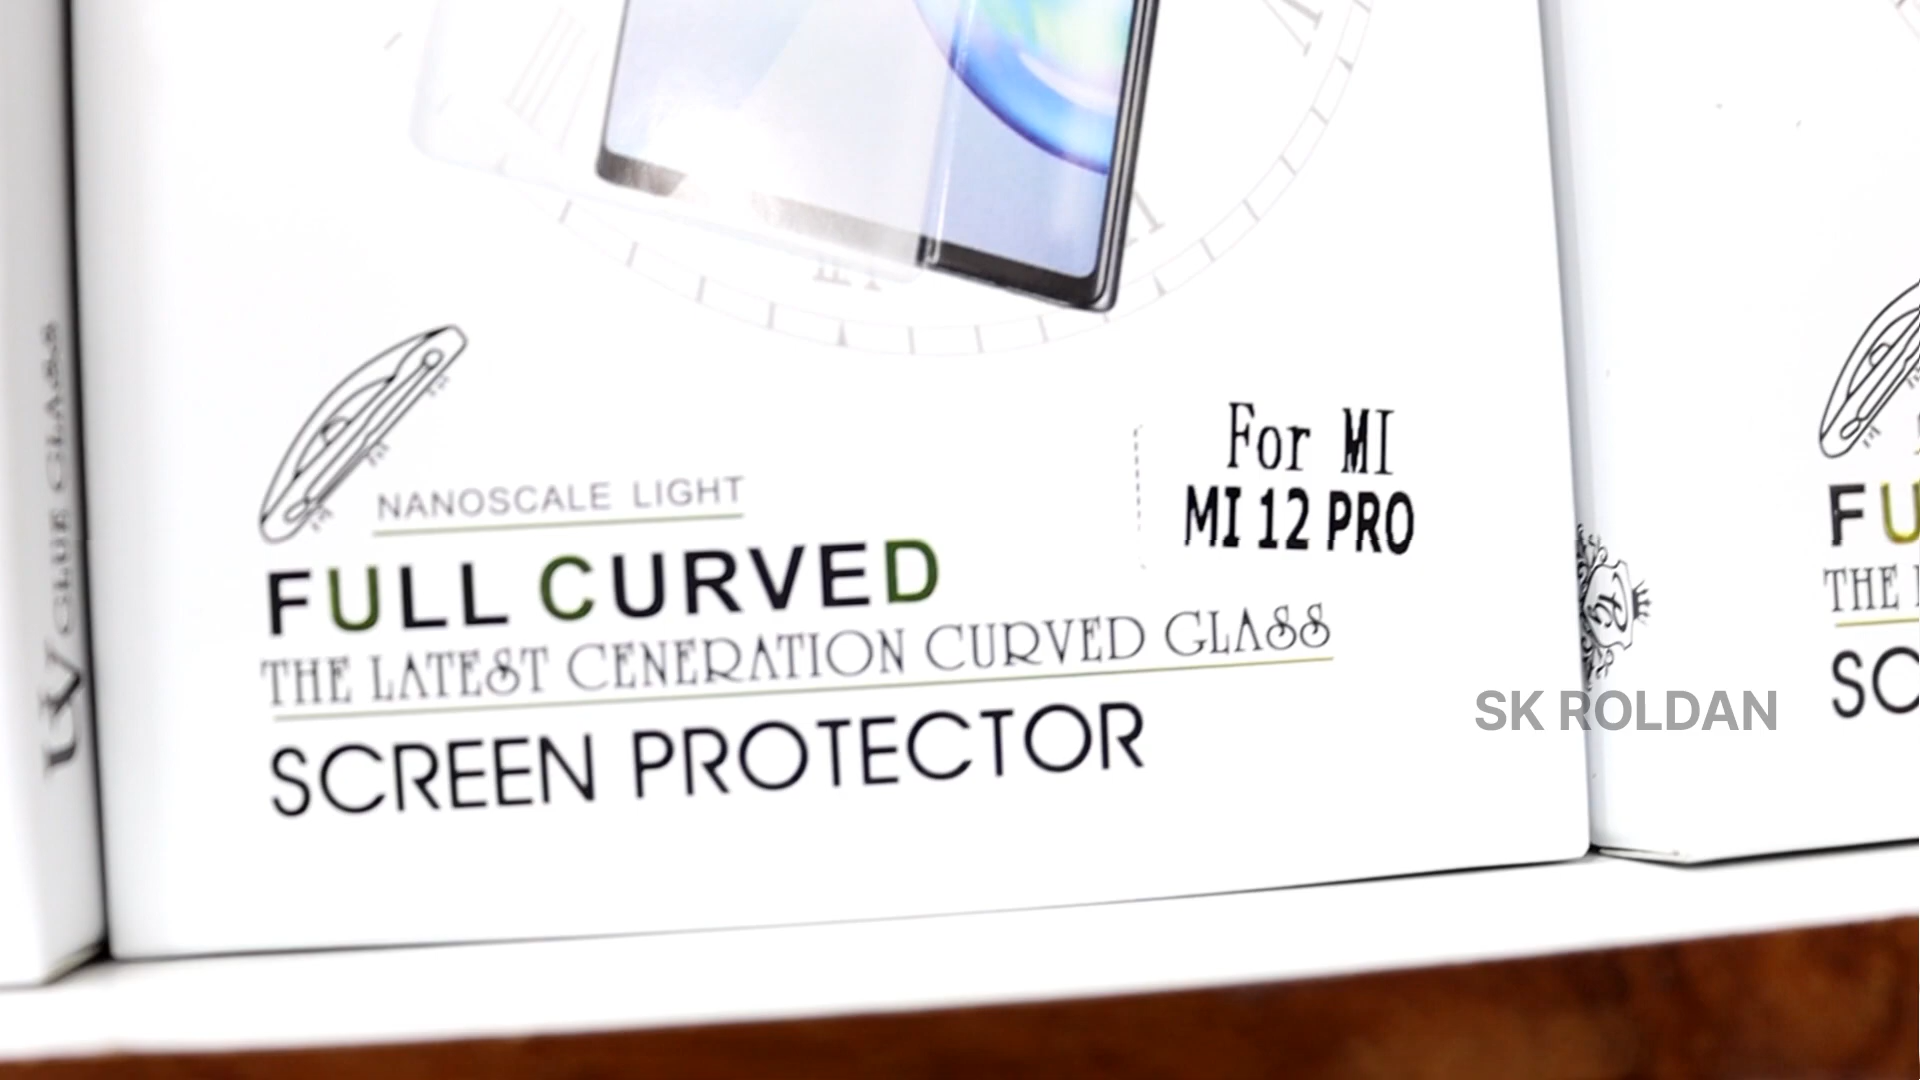 UV GLUE GLASS
NANOSCALE LIGHT
FULL CURVED
THE LATEST CENERATION CURVED GLASS
SCREEN PROTECTOR
For MI
MI 12 PRO
SK ROLDAN
FU
THE
SC